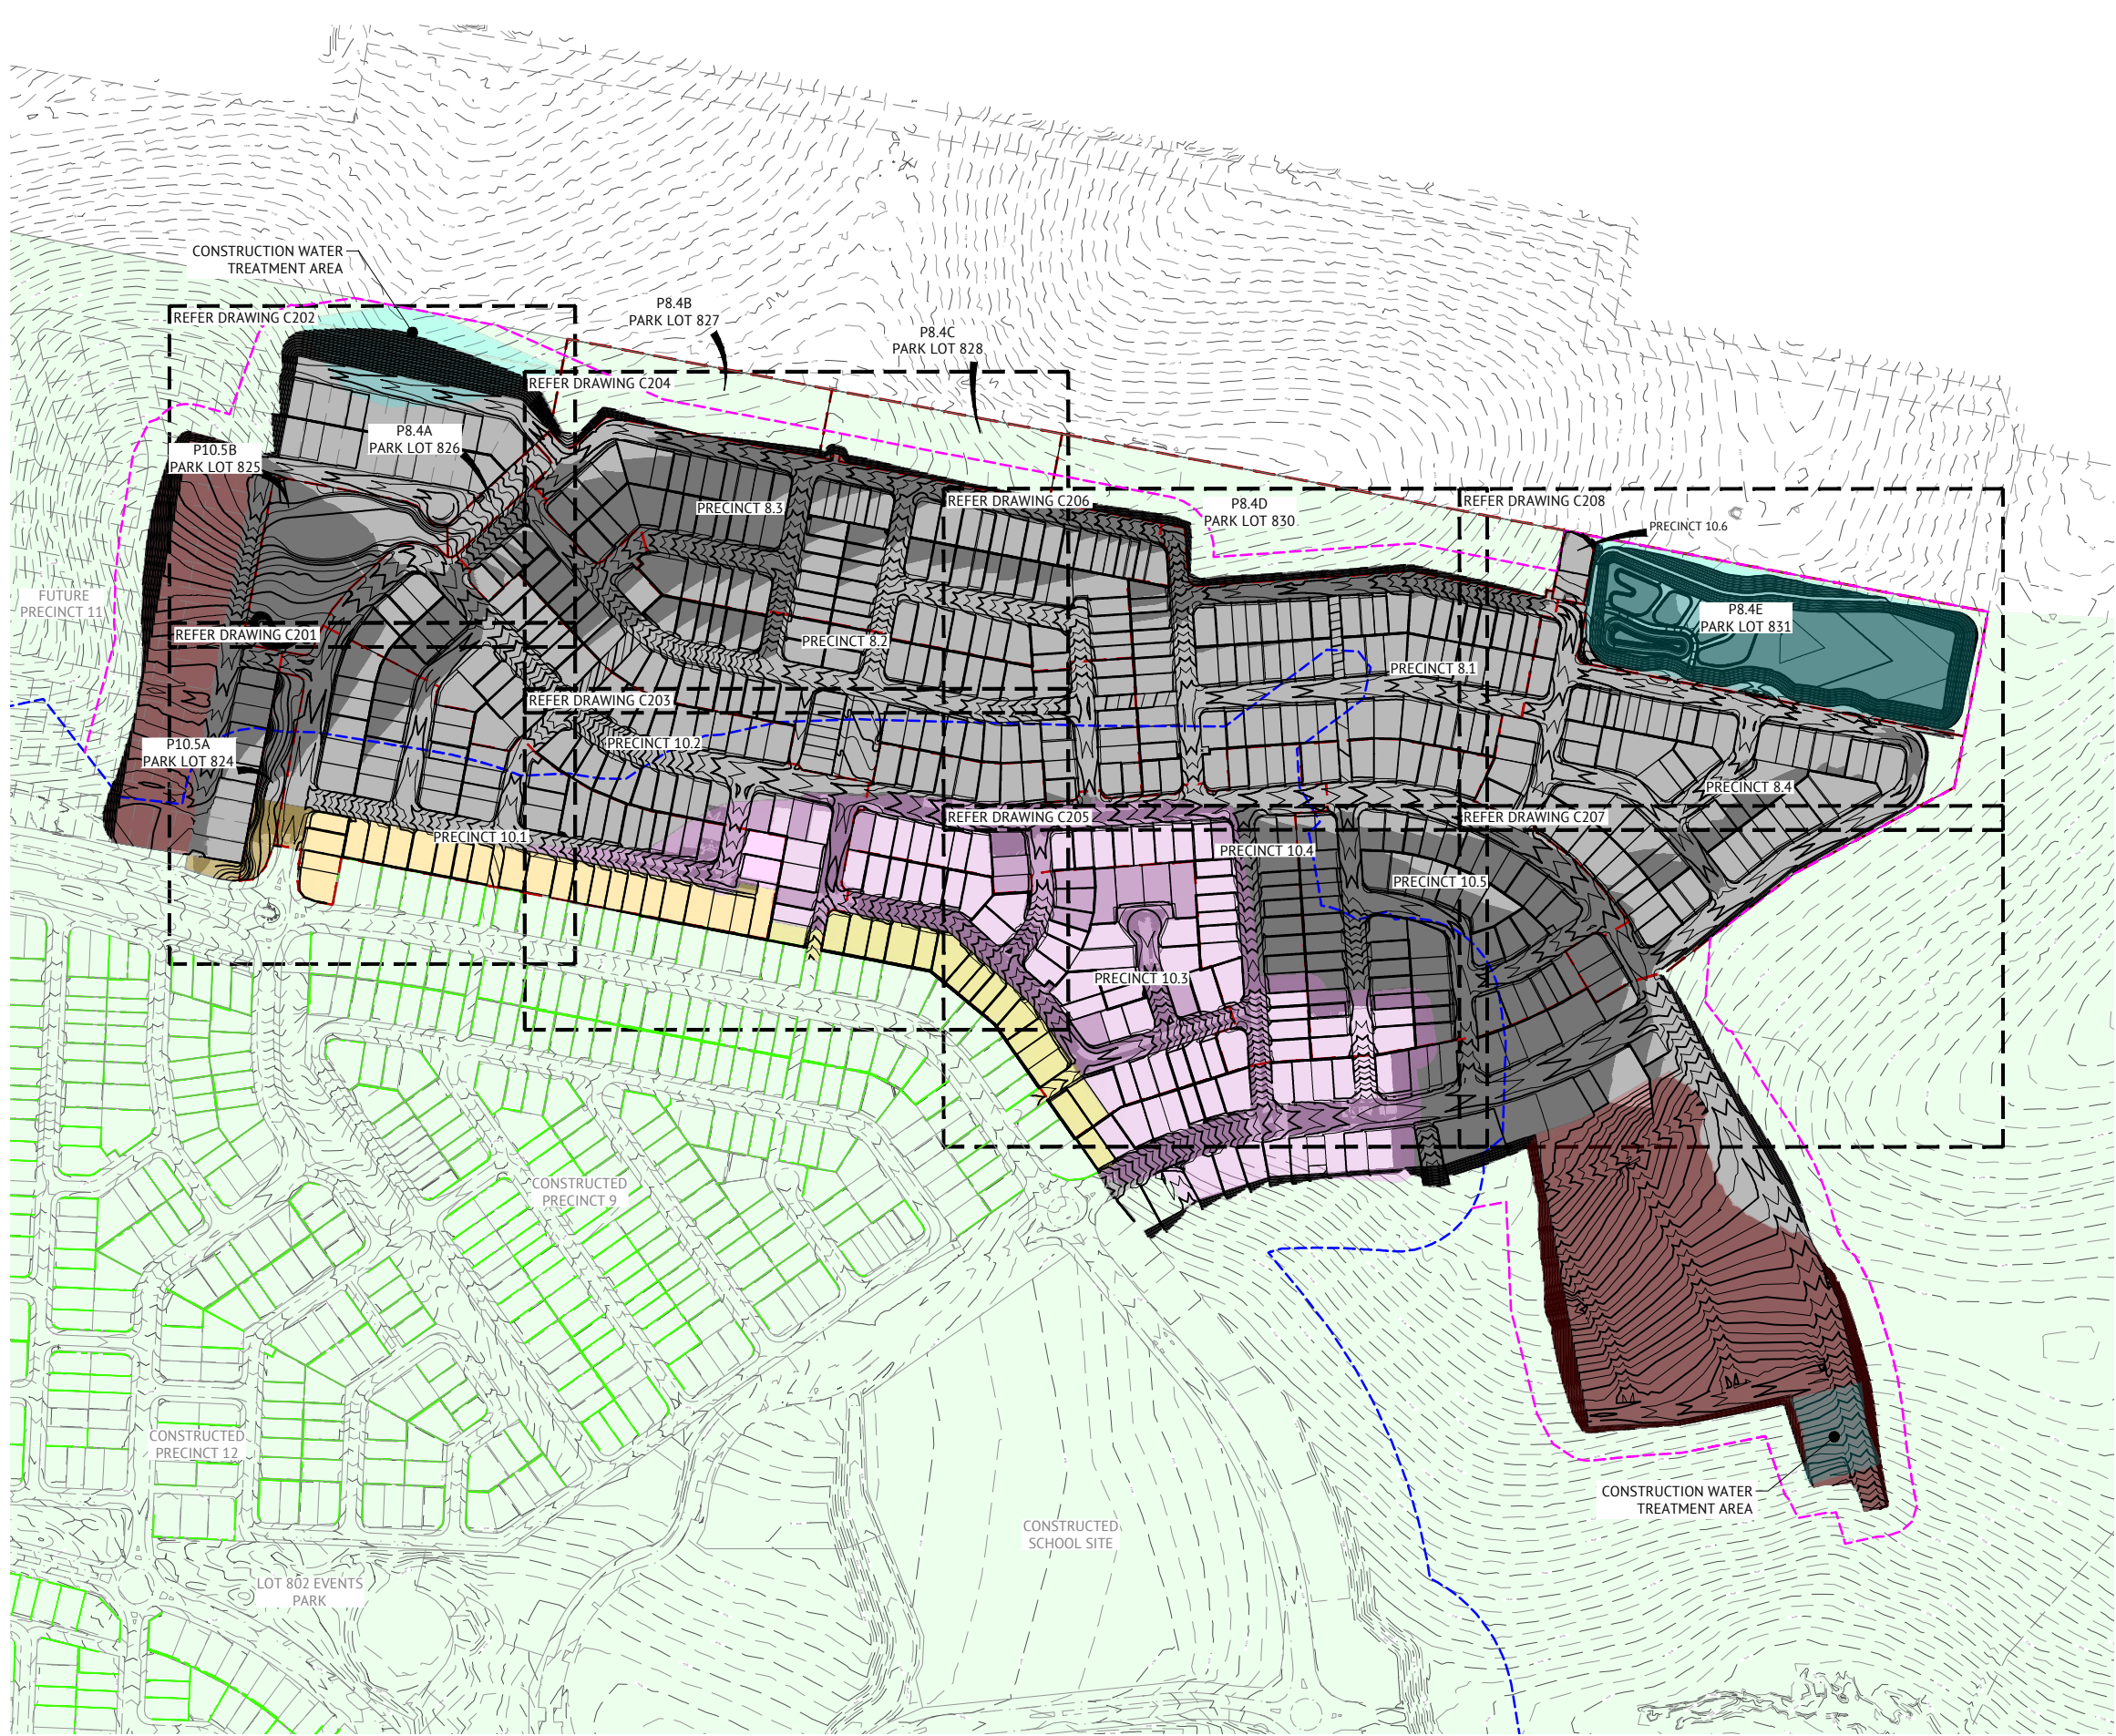 CONSTRUCTION WATER
TREATMENT AREA
REFER DRAWING C202
P8.4B
PARK LOT 827
P8.4C
PARK LOT 828
REFER DRAWING C204
P8.4A
PARK LOT 826
P10.5B
PARK LOT 825
PRECINCT 8.3
REFER DRAWING C206
P8.4D
PARK LOT 830
REFER DRAWING C208
PRECINCT 10.6
FUTURE
PRECINCT 11
P8.4E
PARK LOT 831
REFER DRAWING C201
PRECINCT 8.2
PRECINCT 8.1
REFER DRAWING C203
PRECINCT 10.2
P10.5A
PARK LOT 824
PRECINCT 8.4
REFER DRAWING C205
REFER DRAWING C207
PRECINCT 10.1
PRECINCT 10.4
PRECINCT 10.5
PRECINCT 10.3
CONSTRUCTED
PRECINCT 9
CONSTRUCTED
PRECINCT 12
CONSTRUCTION WATER
TREATMENT AREA
CONSTRUCTED
SCHOOL SITE
LOT 802 EVENTS
PARK